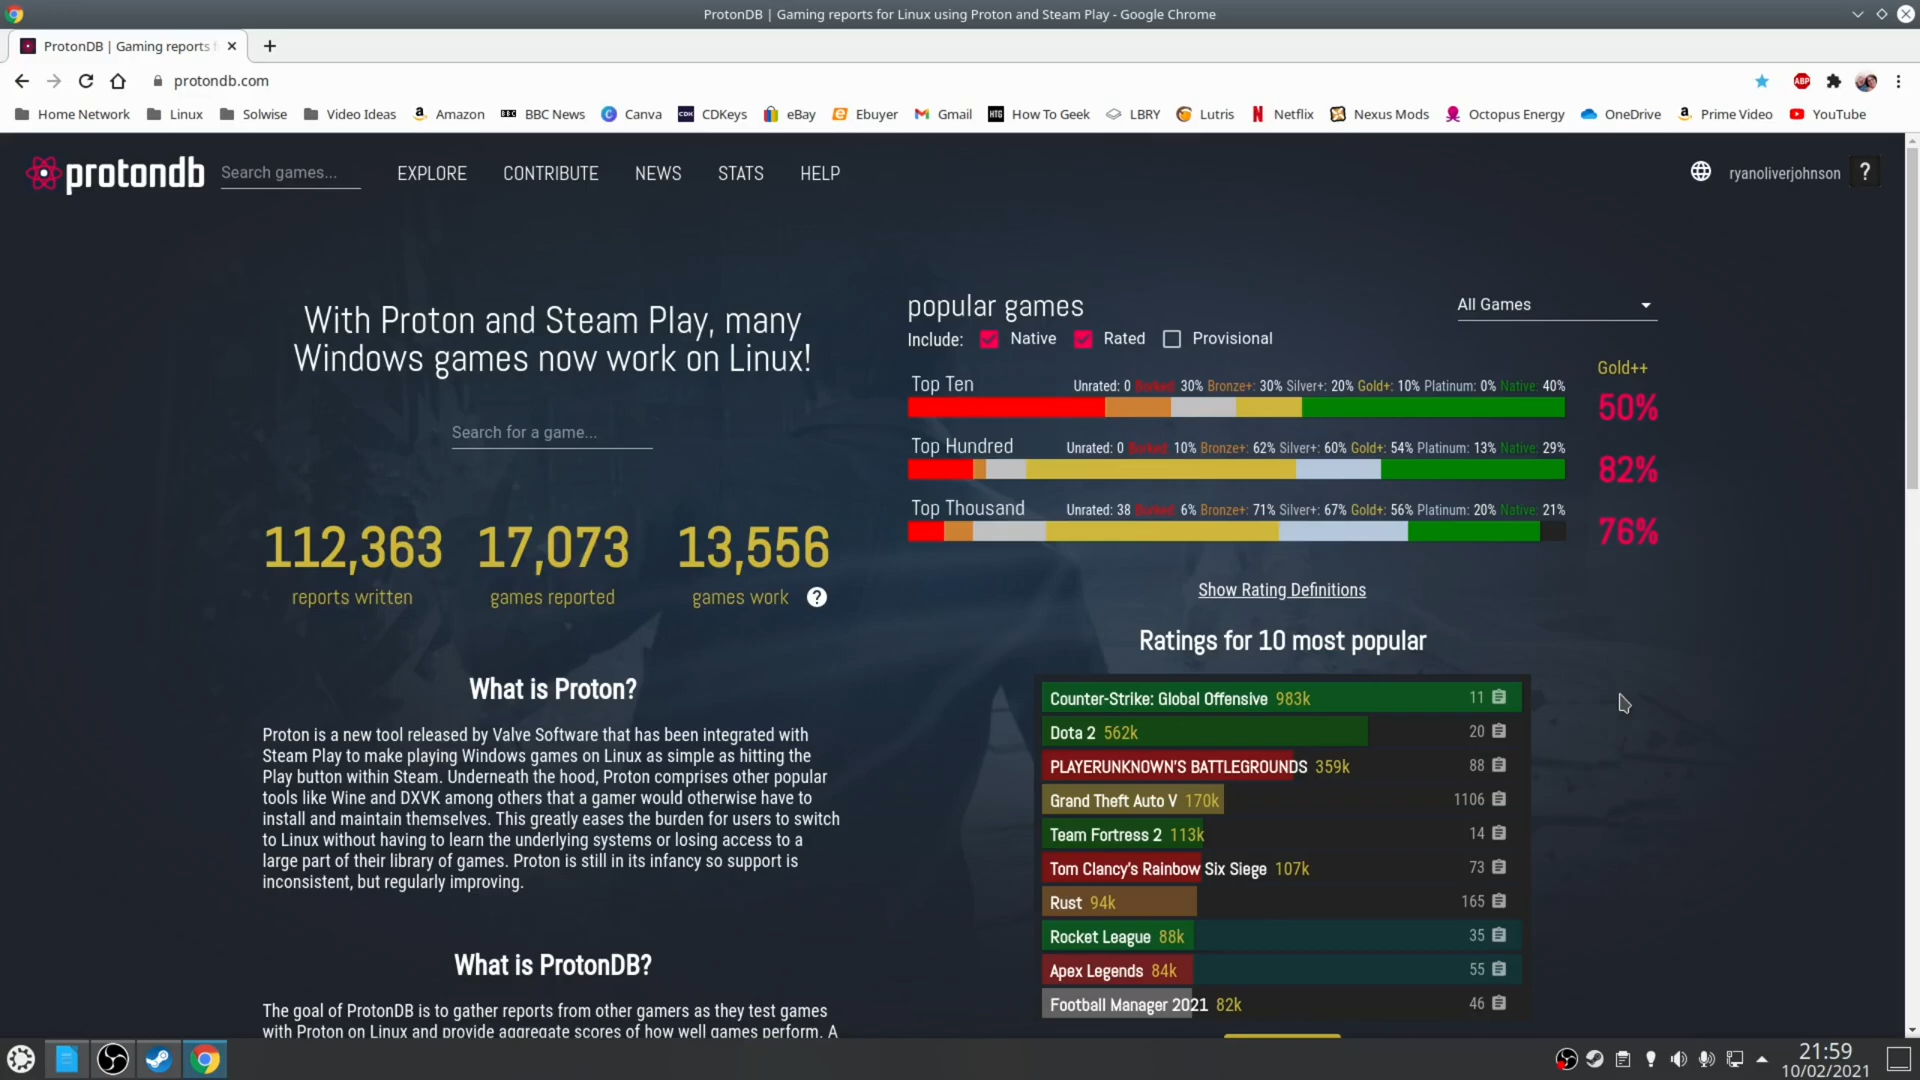 ProtonDB | Gaming reports for Linux using Proton and Steam Play - Google Chrome
ProtonDB | Gaming reports f
protondb.com
ABP
Home Network Linux Solwise Video Ideas Amazon BBC News Canva CDKeys eBay Ebuyer Gmail How To Geek LBRY Lutris Netflix Nexus Mods Octopus Energy OneDrive Prime Video YouTube
protondb Search games... EXPLORE CONTRIBUTE NEWS STATS HELP ryanoliverjohnson ?
With Proton and Steam Play, many
Windows games now work on Linux!
Search for a game...
112,363 17,073 13,556
reports written games reported games work ?
What is Proton?
Proton is a new tool released by Valve Software that has been integrated with
Steam Play to make playing Windows games on Linux as simple as hitting the
Play button within Steam. Underneath the hood, Proton comprises other popular
tools like Wine and DXVK among others that a gamer would otherwise have to
install and maintain themselves. This greatly eases the burden for users to switch
to Linux without having to learn the underlying systems or losing access to a
large part of their library of games. Proton is still in its infancy so support is
inconsistent, but regularly improving.
What is ProtonDB?
The goal of ProtonDB is to gather reports from other gamers as they test games
with Proton on Linux and provide aggregate scores of how well games perform. A
popular games All Games
Include: Native Rated Provisional
Gold++
Top Ten Unrated: 0 Borked: 30% Bronze+: 30% Silver+: 20% Gold+: 10% Platinum: 0% Native: 40%
50%
Top Hundred Unrated: 0 Borked: 10% Bronze+: 62% Silver+: 60% Gold+: 54% Platinum: 13% Native: 29%
82%
Top Thousand Unrated: 38 Borked: 6% Bronze+: 71% Silver+: 67% Gold+: 56% Platinum: 20% Native: 21%
76%
Show Rating Definitions
Ratings for 10 most popular
Counter-Strike: Global Offensive 983k 11
Dota 2 562k 20
PLAYERUNKNOWN'S BATTLEGROUNDS 359k 88
Grand Theft Auto V 170k 1106
Team Fortress 2 113k 14
Tom Clancy's Rainbow Six Siege 107k 73
Rust 94k 165
Rocket League 88k 35
Apex Legends 84k 55
Football Manager 2021 82k 46
21:59
10/02/2021